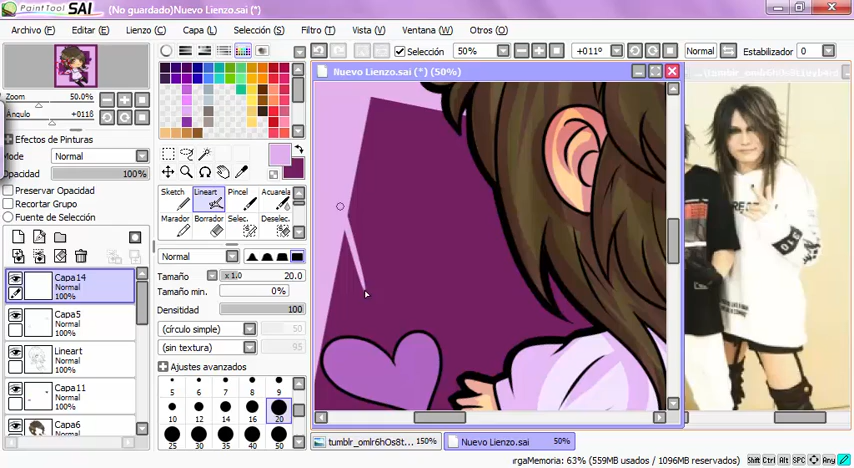 PaintTool SAI (No guardado)Nuevo Lienzo.sai (*)
Archivo (F) Editar (E) Lienzo (C) Capa (L) Selección (S) Filtro (T) Vista (V) Ventana (W) Otros (O)
Selección 50% +011º Normal Estabilizador 0
Nuevo Lienzo.sai (*) (50%)
Zoom 50.0%
Angulo +011θ
Efectos de Pinturas
Modo Normal
Opacidad 100%
Preservar Opacidad
Recortar Grupo
Fuente de Selección
Sketch Lineart Pincel Acuarela
Marador Borrador Selec. Deselec.
Normal
Tamaño x 1.0 20.0
Tamaño min. 0%
Densitidad 100
(círculo simple) 50
(sin textura) 95
Ajustes avanzados
5 6 7 8 9
10 12 14 16 20
25 30 35 40 50
Capa14
Normal
100%
Capa5
Normal
100%
Lineart
Normal
100%
Capa11
Normal
100%
Capa6
Normal
100%
310
tumblr_omlr6hOs8t... 150% Nuevo Lienzo.sai 50%
rgaMemoria: 63% (559MB usados / 1096MB reservados) Shift Ctrl Alt SPC Any